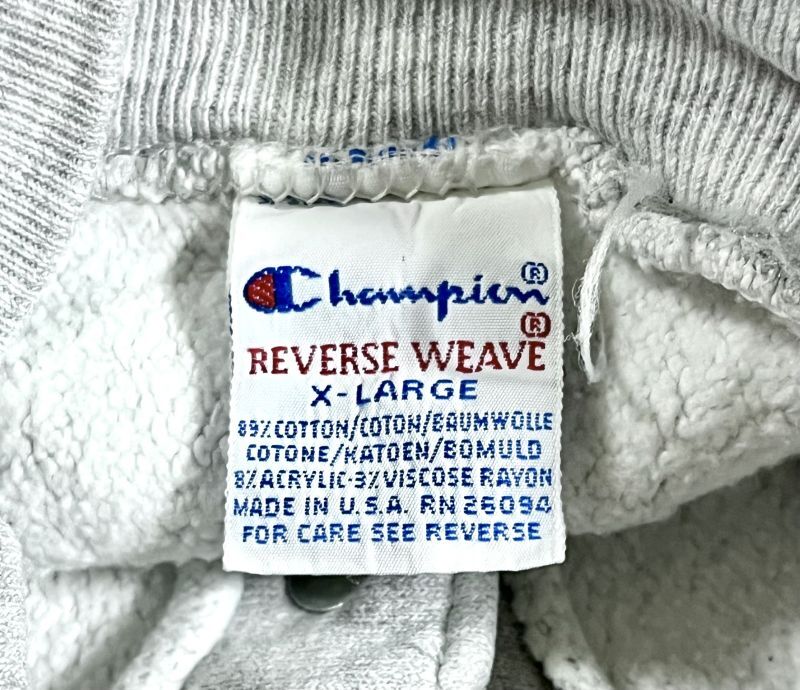 Champion ®
®
REVERSE WEAVE
X-LARGE
89% COTTON/COTON/BAUMWOLLE
COTONE/KATOEN/BOMULD
8% ACRYLIC-3% VISCOSE RAYON
MADE IN U.S.A. RN 26094
FOR CARE SEE REVERSE